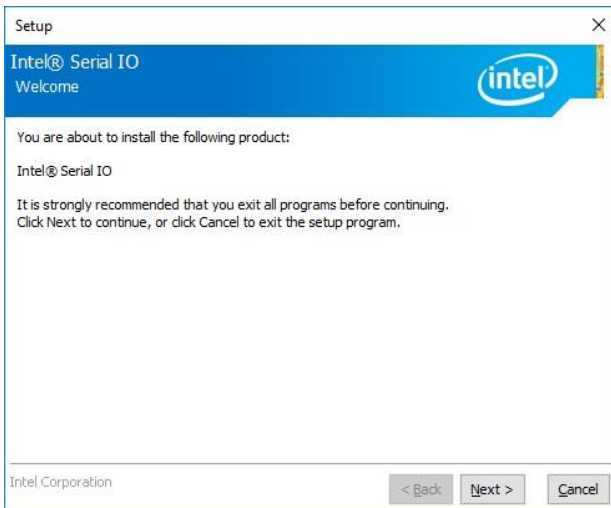 Setup
Intel® Serial IO
Welcome
intel
You are about to install the following product:
Intel® Serial IO
It is strongly recommended that you exit all programs before continuing.
Click Next to continue, or click Cancel to exit the setup program.
Intel Corporation
< Back Next > Cancel